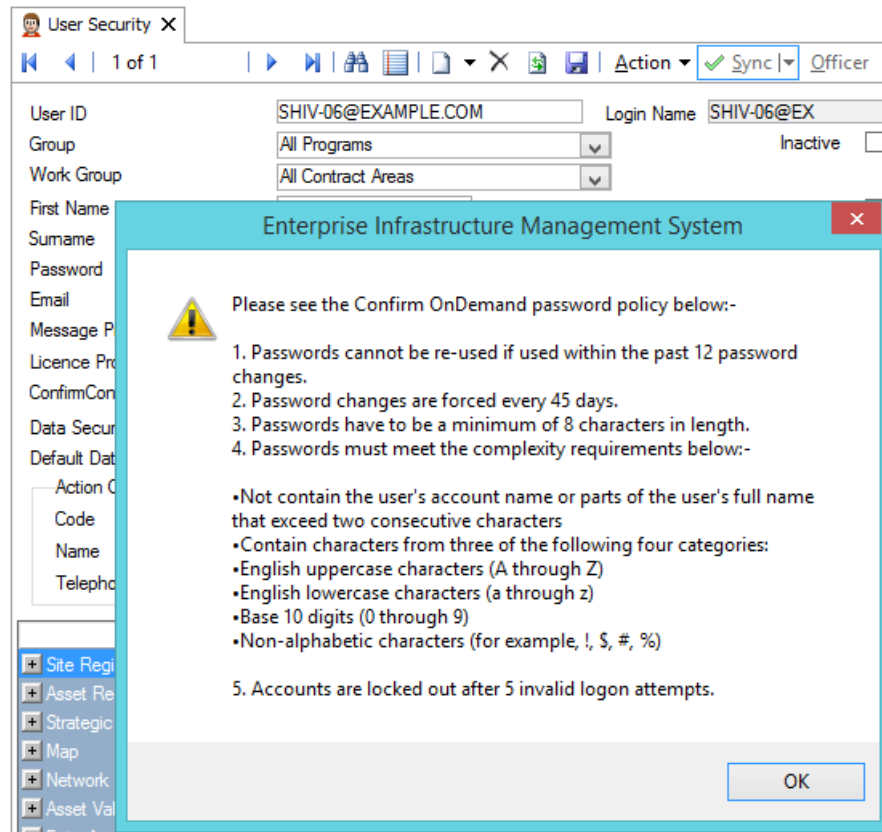 User Security
1 of 1 Action Sync Officer
User ID SHIV-06@EXAMPLE.COM Login Name SHIV-06@EX
Group All Programs Inactive
Work Group All Contract Areas
First Name
Surname
Password
Email
Message
Licence
Data
Default
Action
Code
Name
Enterprise Infrastructure Management System
Please see the Confirm OnDemand password policy below:-
1. Passwords cannot be re-used if used within the past 12 password
changes.
2. Password changes are forced every 45 days.
3. Passwords have to be a minimum of 8 characters in length.
4. Passwords must meet the complexity requirements below:-
•Not contain the user's account name or parts of the user's full name
that exceed two consecutive characters
•Contain characters from three of the following four categories:
•English uppercase characters (A through Z)
•English lowercase characters (a through z)
•Base 10 digits (0 through 9)
•Non-alphabetic characters (for example, !, $, #, %)
5. Accounts are locked out after 5 invalid logon attempts.
OK
Site Regi
Asset Re
Strategic
Map
Network
Asset Val